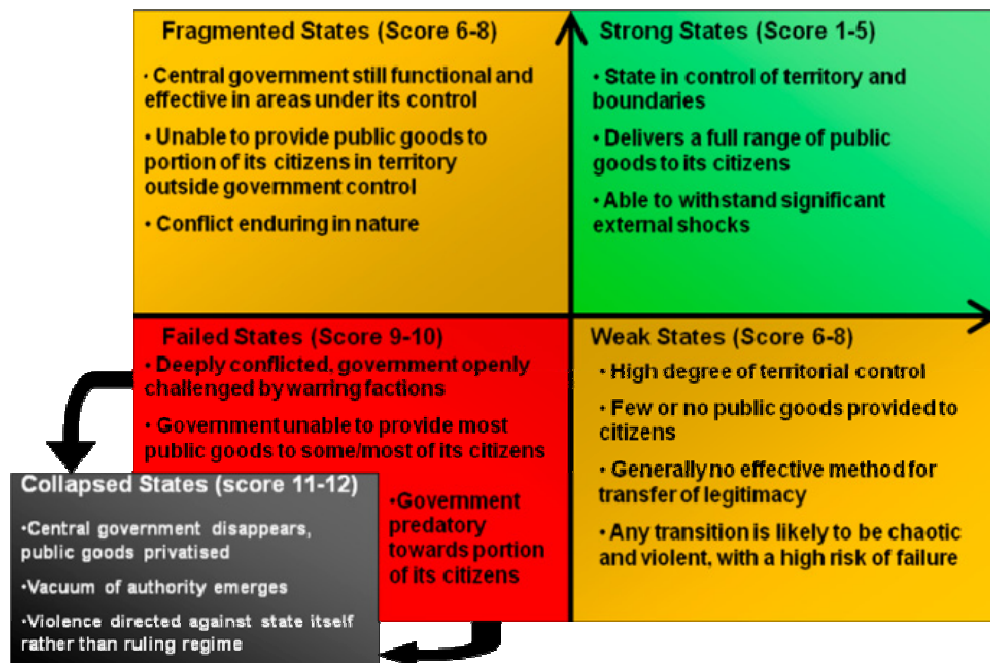 Fragmented States (Score 6-8)
• Central government still functional and
effective in areas under its control
• Unable to provide public goods to
portion of its citizens in territory
outside government control
• Conflict enduring in nature
Strong States (Score 1-5)
• State in control of territory and
boundaries
• Delivers a full range of public
goods to its citizens
• Able to withstand significant
external shocks
Failed States (Score 9-10)
• Deeply conflicted, government openly
challenged by warring factions
• Government unable to provide most
public goods to some/most of its citizens
•Government
predatory
towards portion
of its citizens
Weak States (Score 6-8)
• High degree of territorial control
• Few or no public goods provided to
citizens
• Generally no effective method for
transfer of legitimacy
• Any transition is likely to be chaotic
and violent, with a high risk of failure
Collapsed States (score 11-12)
•Central government disappears,
public goods privatised
•Vacuum of authority emerges
•Violence directed against state itself
rather than ruling regime